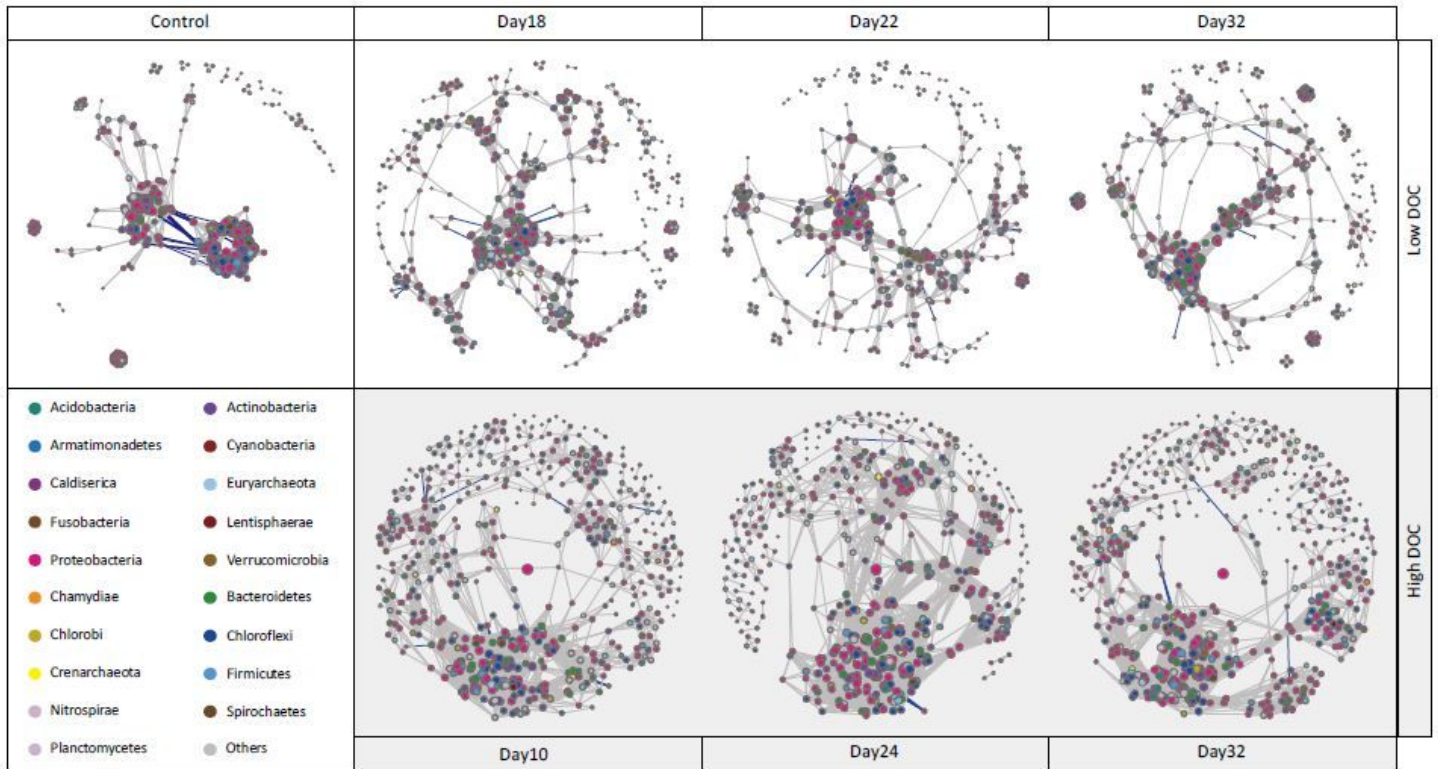 Control
Day18
Day22
Day32
Low DOC
Acidobacteria
Actinobacteria
Armatimonadetes
Cyanobacteria
Caldiserica
Euryarchaeota
Fusobacteria
Lentisphaerae
Proteobacteria
Verrucomicrobia
Chamydiae
Bacteroidetes
Chlorobi
Chloroflexi
Crenarchaeota
Firmicutes
Nitrospirae
Spirochaetes
Planctomycetes
Others
High DOC
Day10
Day24
Day32